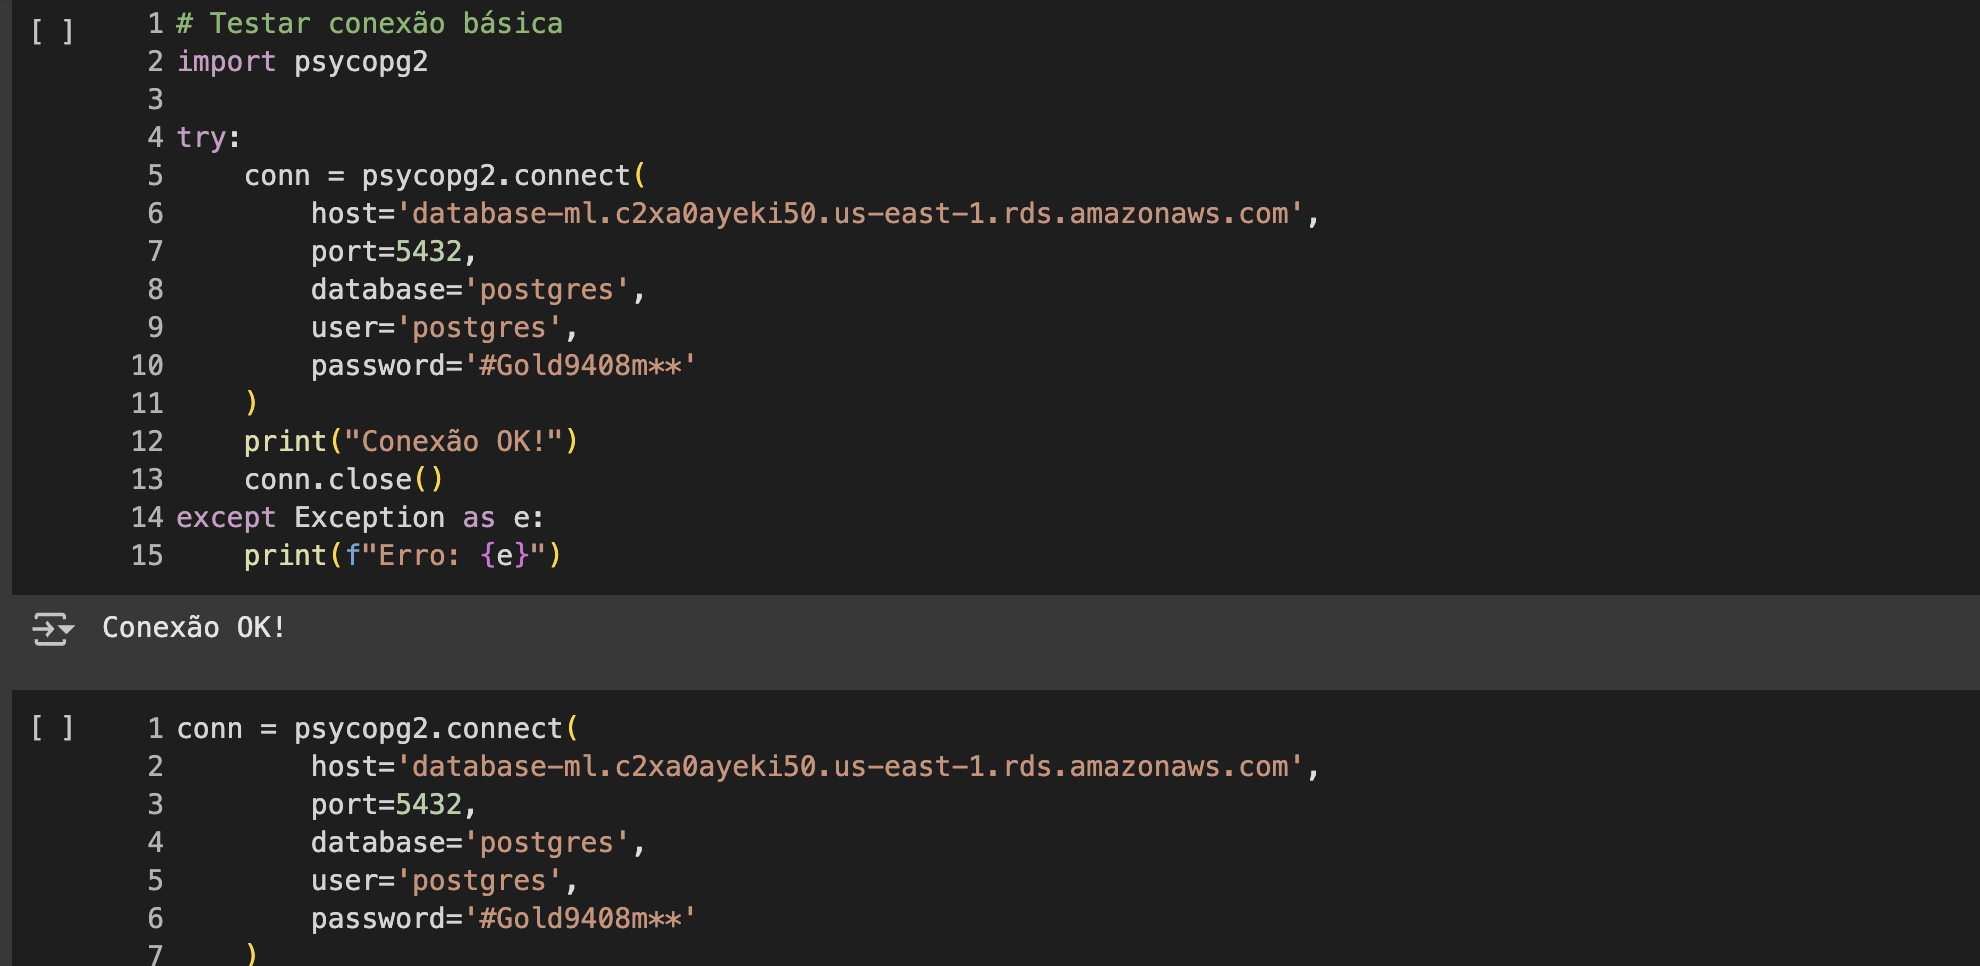 [ ]
1 # Testar conexão básica
2 import psycopg2
3
4 try:
5     conn = psycopg2.connect(
6         host='database-ml.c2xa0ayeki50.us-east-1.rds.amazonaws.com',
7         port=5432,
8         database='postgres',
9         user='postgres',
10         password='#Gold9408m**'
11     )
12     print("Conexão OK!")
13     conn.close()
14 except Exception as e:
15     print(f"Erro: {e}")
Conexão OK!
[ ]
1 conn = psycopg2.connect(
2         host='database-ml.c2xa0ayeki50.us-east-1.rds.amazonaws.com',
3         port=5432,
4         database='postgres',
5         user='postgres',
6         password='#Gold9408m**'
7     )